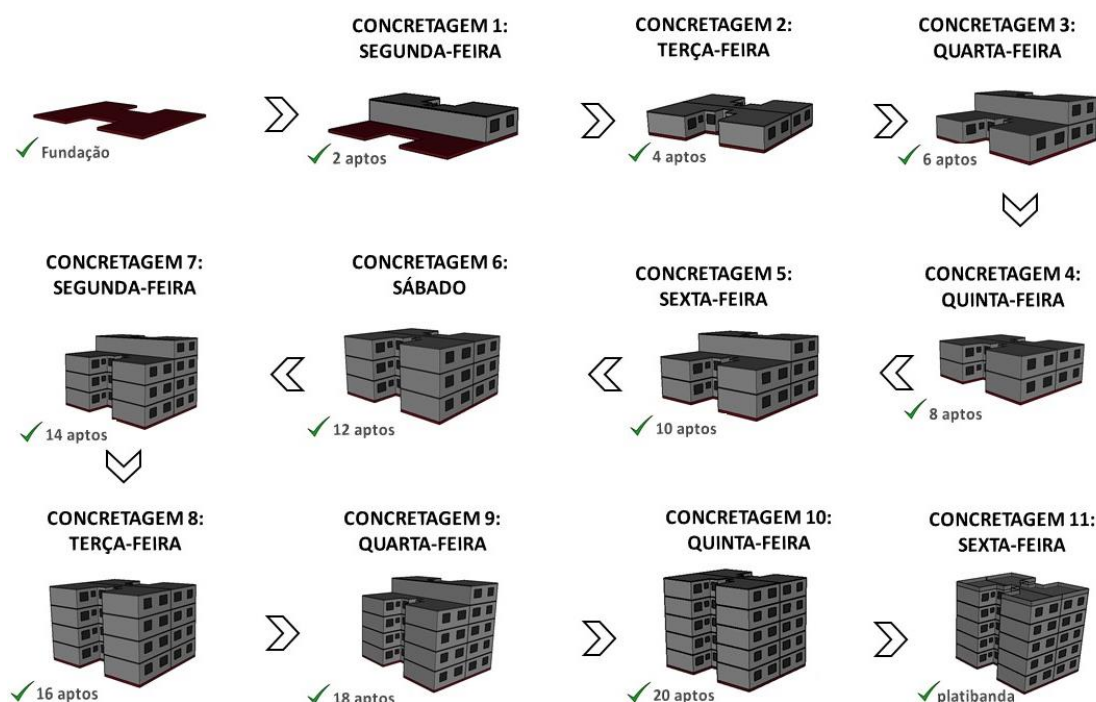 CONCRETAGEM 1:
SEGUNDA-FEIRA
CONCRETAGEM 2:
TERÇA-FEIRA
CONCRETAGEM 3:
QUARTA-FEIRA
Fundação
2 aptos
4 aptos
6 aptos
CONCRETAGEM 7:
SEGUNDA-FEIRA
CONCRETAGEM 6:
SÁBADO
CONCRETAGEM 5:
SEXTA-FEIRA
CONCRETAGEM 4:
QUINTA-FEIRA
14 aptos
12 aptos
10 aptos
8 aptos
CONCRETAGEM 8:
TERÇA-FEIRA
CONCRETAGEM 9:
QUARTA-FEIRA
CONCRETAGEM 10:
QUINTA-FEIRA
CONCRETAGEM 11:
SEXTA-FEIRA
16 aptos
18 aptos
20 aptos
platibanda